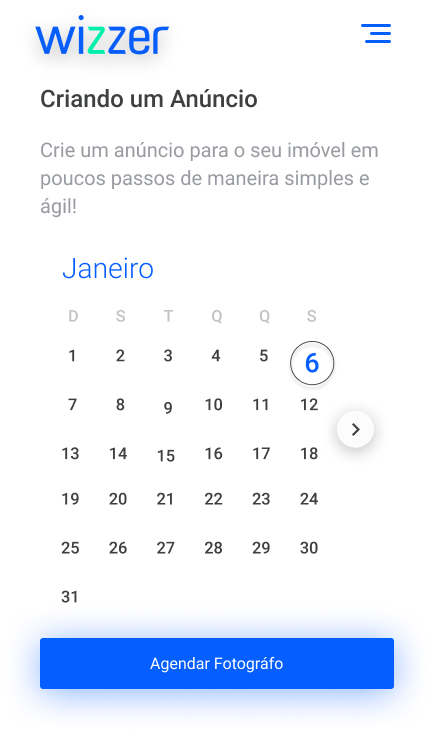 wizzer
Criando um Anúncio
Crie um anúncio para o seu imóvel em
poucos passos de maneira simples e
ágil!
Janeiro
D S T Q Q S
1 2 3 4 5 6
7 8 9 10 11 12
13 14 15 16 17 18
19 20 21 22 23 24
25 26 27 28 29 30
31
Agendar Fotográfo